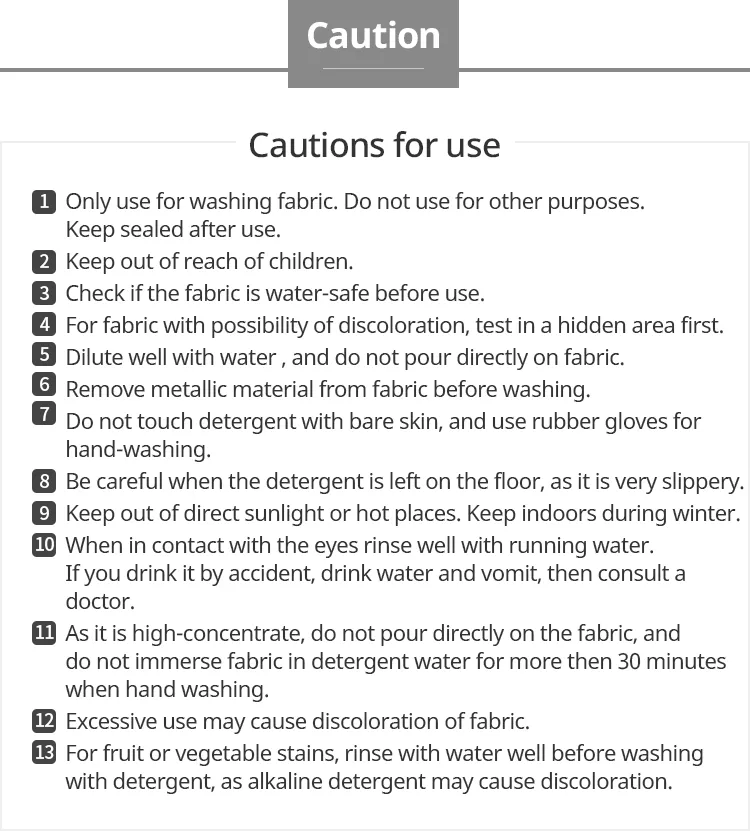 Caution
Cautions for use
1 Only use for washing fabric. Do not use for other purposes.
Keep sealed after use.
2 Keep out of reach of children.
3 Check if the fabric is water-safe before use.
4 For fabric with possibility of discoloration, test in a hidden area first.
5 Dilute well with water , and do not pour directly on fabric.
6 Remove metallic material from fabric before washing.
7 Do not touch detergent with bare skin, and use rubber gloves for
hand-washing.
8 Be careful when the detergent is left on the floor, as it is very slippery.
9 Keep out of direct sunlight or hot places. Keep indoors during winter.
10 When in contact with the eyes rinse well with running water.
If you drink it by accident, drink water and vomit, then consult a
doctor.
11 As it is high-concentrate, do not pour directly on the fabric, and
do not immerse fabric in detergent water for more then 30 minutes
when hand washing.
12 Excessive use may cause discoloration of fabric.
13 For fruit or vegetable stains, rinse with water well before washing
with detergent, as alkaline detergent may cause discoloration.